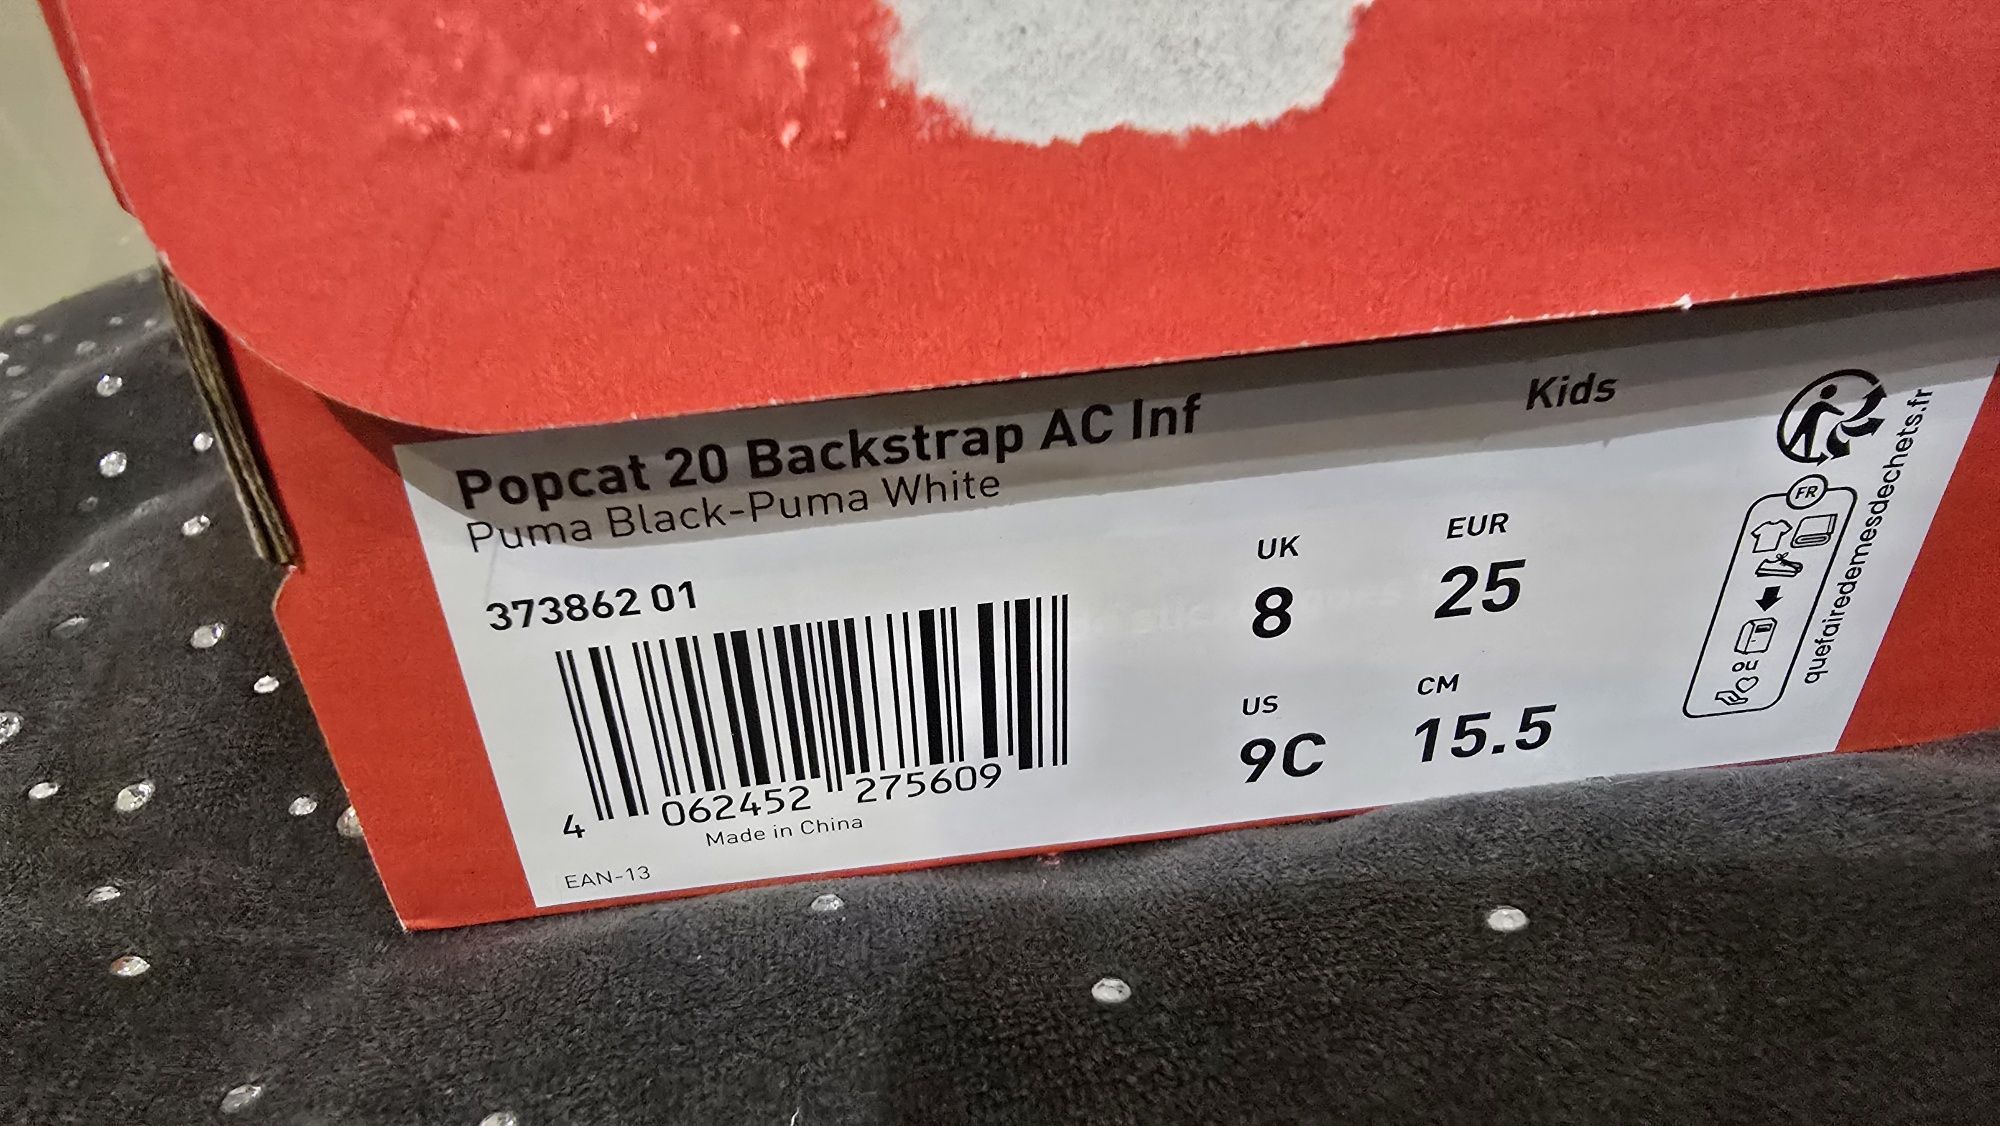 Popcat 20 Backstrap AC Inf
Kids
Puma Black-Puma White
373862 01
4 062452 275609
Made in China
EAN-13
UK
8
EUR
25
US
9C
CM
15.5
FR
ou
quefairedemesdechets.fr